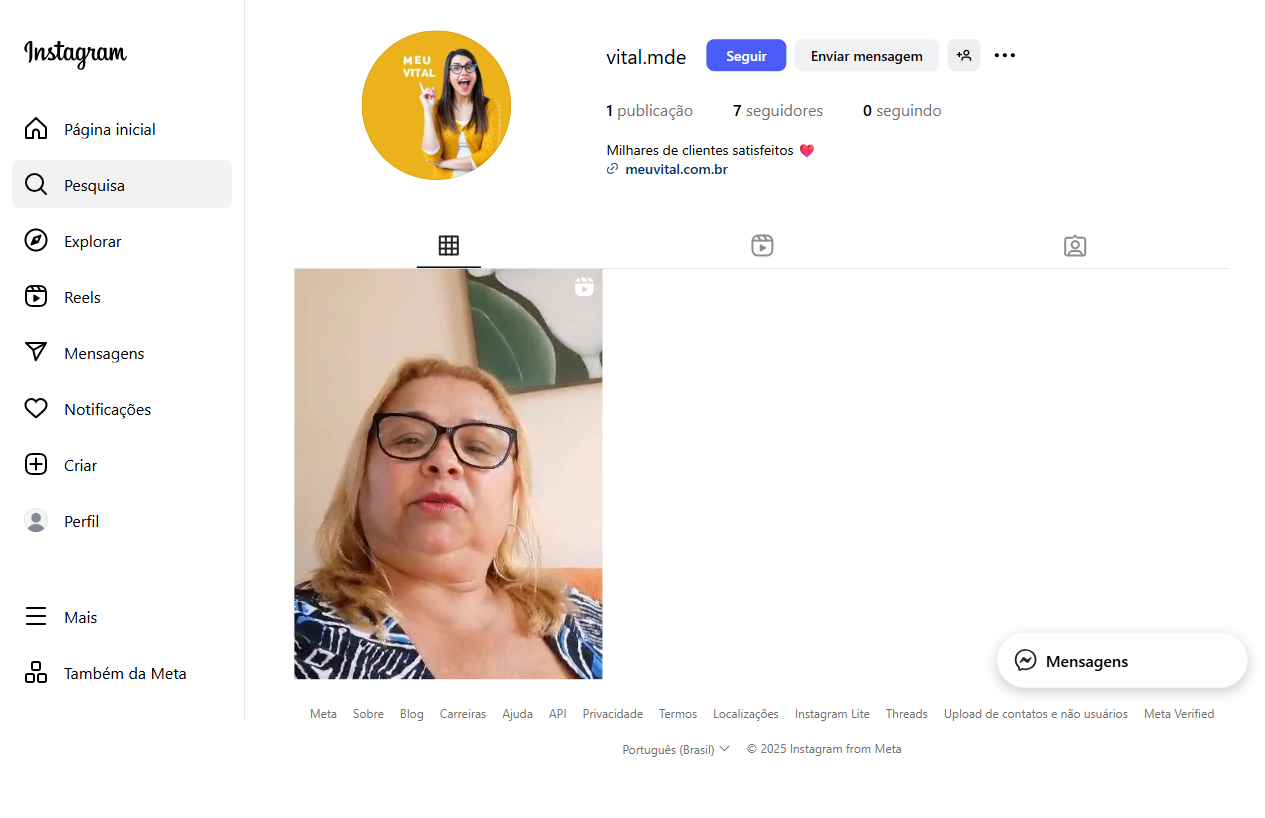 Instagram
Página inicial
Pesquisa
Explorar
Reels
Mensagens
Notificações
Criar
Perfil
Mais
Também da Meta
MEU
VITAL
vital.mde
Seguir
Enviar mensagem
1 publicação
7 seguidores
0 seguindo
Milhares de clientes satisfeitos ❤️
meuvital.com.br
Mensagens
Meta Sobre Blog Carreiras Ajuda API Privacidade Termos Localizações Instagram Lite Threads Upload de contatos e não usuários Meta Verified
Português (Brasil) © 2025 Instagram from Meta